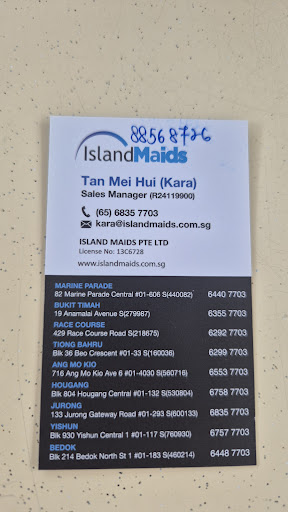 88568726
IslandMaids
Tan Mei Hui (Kara)
Sales Manager (R24119900)
(65) 6835 7703
kara@islandmaids.com.sg
ISLAND MAIDS PTE LTD
License No: 13C6728
www.islandmaids.com.sg
MARINE PARADE
82 Marine Parade Central #01-606 S(440082) 6440 7703
BUKIT TIMAH
19 Anamalai Avenue S(279967) 6355 7703
RACE COURSE
429 Race Course Road S(218675) 6292 7703
TIONG BAHRU
Blk 36 Beo Crescent #01-33 S(160036) 6299 7703
ANG MO KIO
716 Ang Mo Kio Ave 6 #01-4030 S(560716) 6553 7703
HOUGANG
Blk 804 Hougang Central #01-132 S(530804) 6758 7703
JURONG
133 Jurong Gateway Road #01-293 S(600133) 6835 7703
YISHUN
Blk 930 Yishun Central 1 #01-117 S(760930) 6757 7703
BEDOK
Blk 214 Bedok North St 1 #01-183 S(460214) 6448 7703